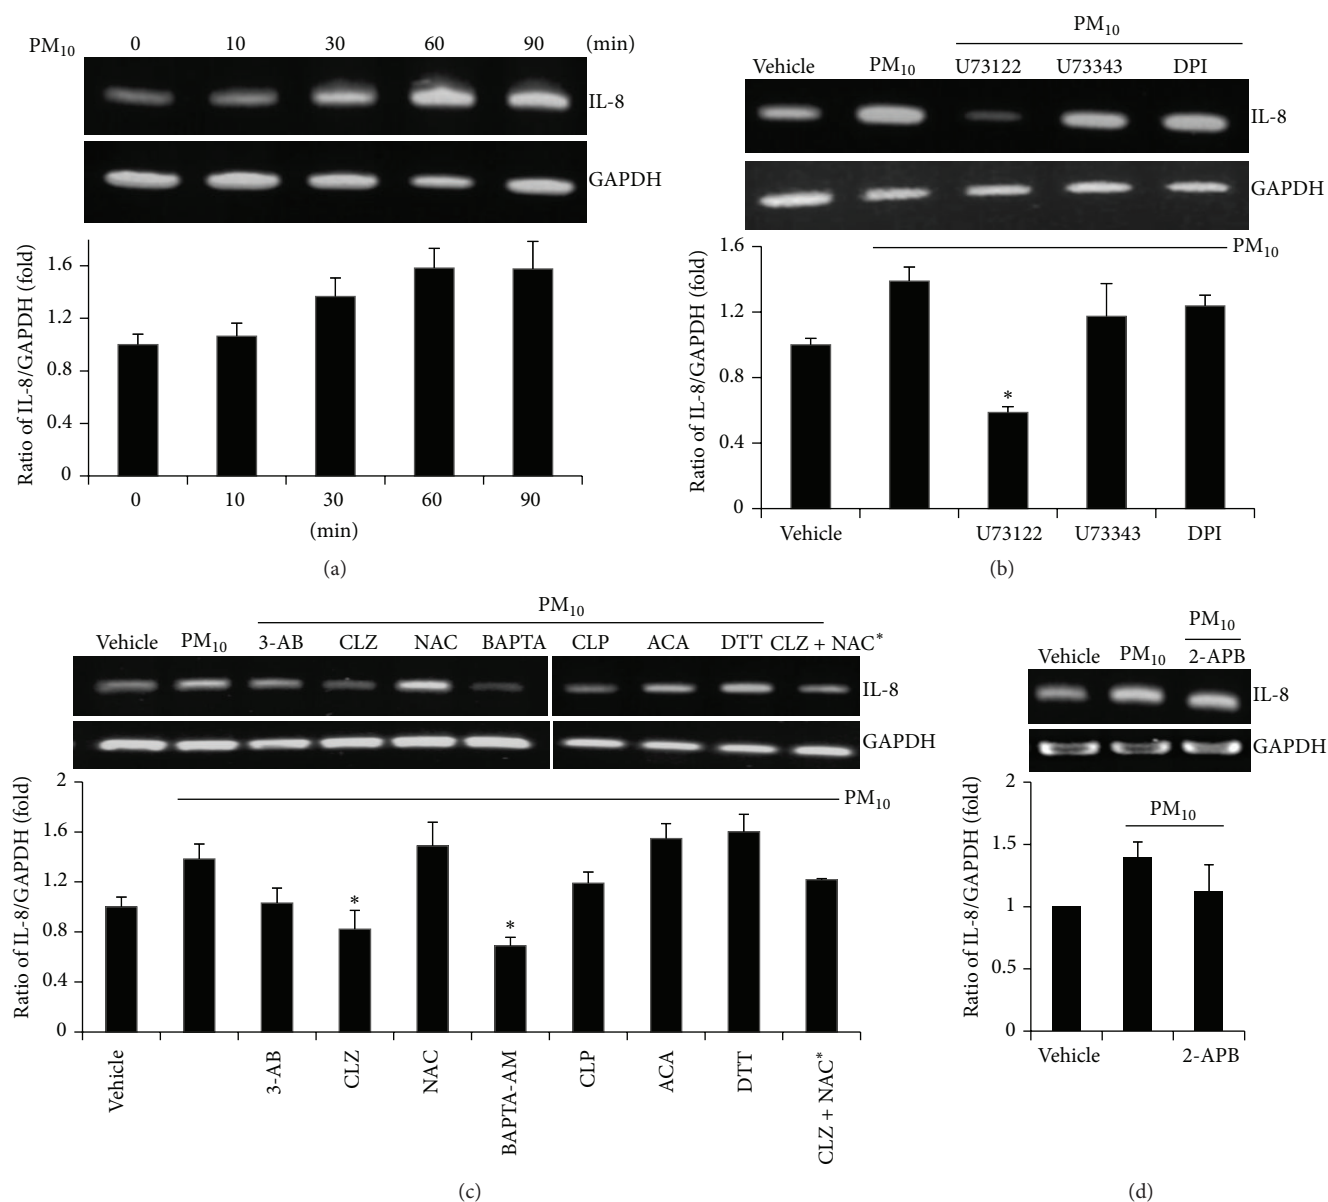 PM10 0 10 30 60 90 (min)
IL-8
GAPDH
Ratio of IL-8/GAPDH (fold)
1.6
1.2
0.8
0.4
0
0 10 30 60 90
(min)
(a)
PM10
Vehicle PM10 U73122 U73343 DPI
IL-8
GAPDH
Ratio of IL-8/GAPDH (fold)
1.6
1.2
0.8
0.4
0
PM10
*
Vehicle U73122 U73343 DPI
(b)
PM10
Vehicle PM10 3-AB CLZ NAC BAPTA CLP ACA DTT CLZ + NAC*
IL-8
GAPDH
Ratio of IL-8/GAPDH (fold)
2
1.6
1.2
0.8
0.4
0
PM10
*
*
Vehicle
3-AB
CLZ
NAC
BAPTA-AM
CLP
ACA
DTT
CLZ + NAC*
(c)
PM10
Vehicle PM10 2-APB
IL-8
GAPDH
Ratio of IL-8/GAPDH (fold)
2
1.5
1
0.5
0
PM10
Vehicle 2-APB
(d)